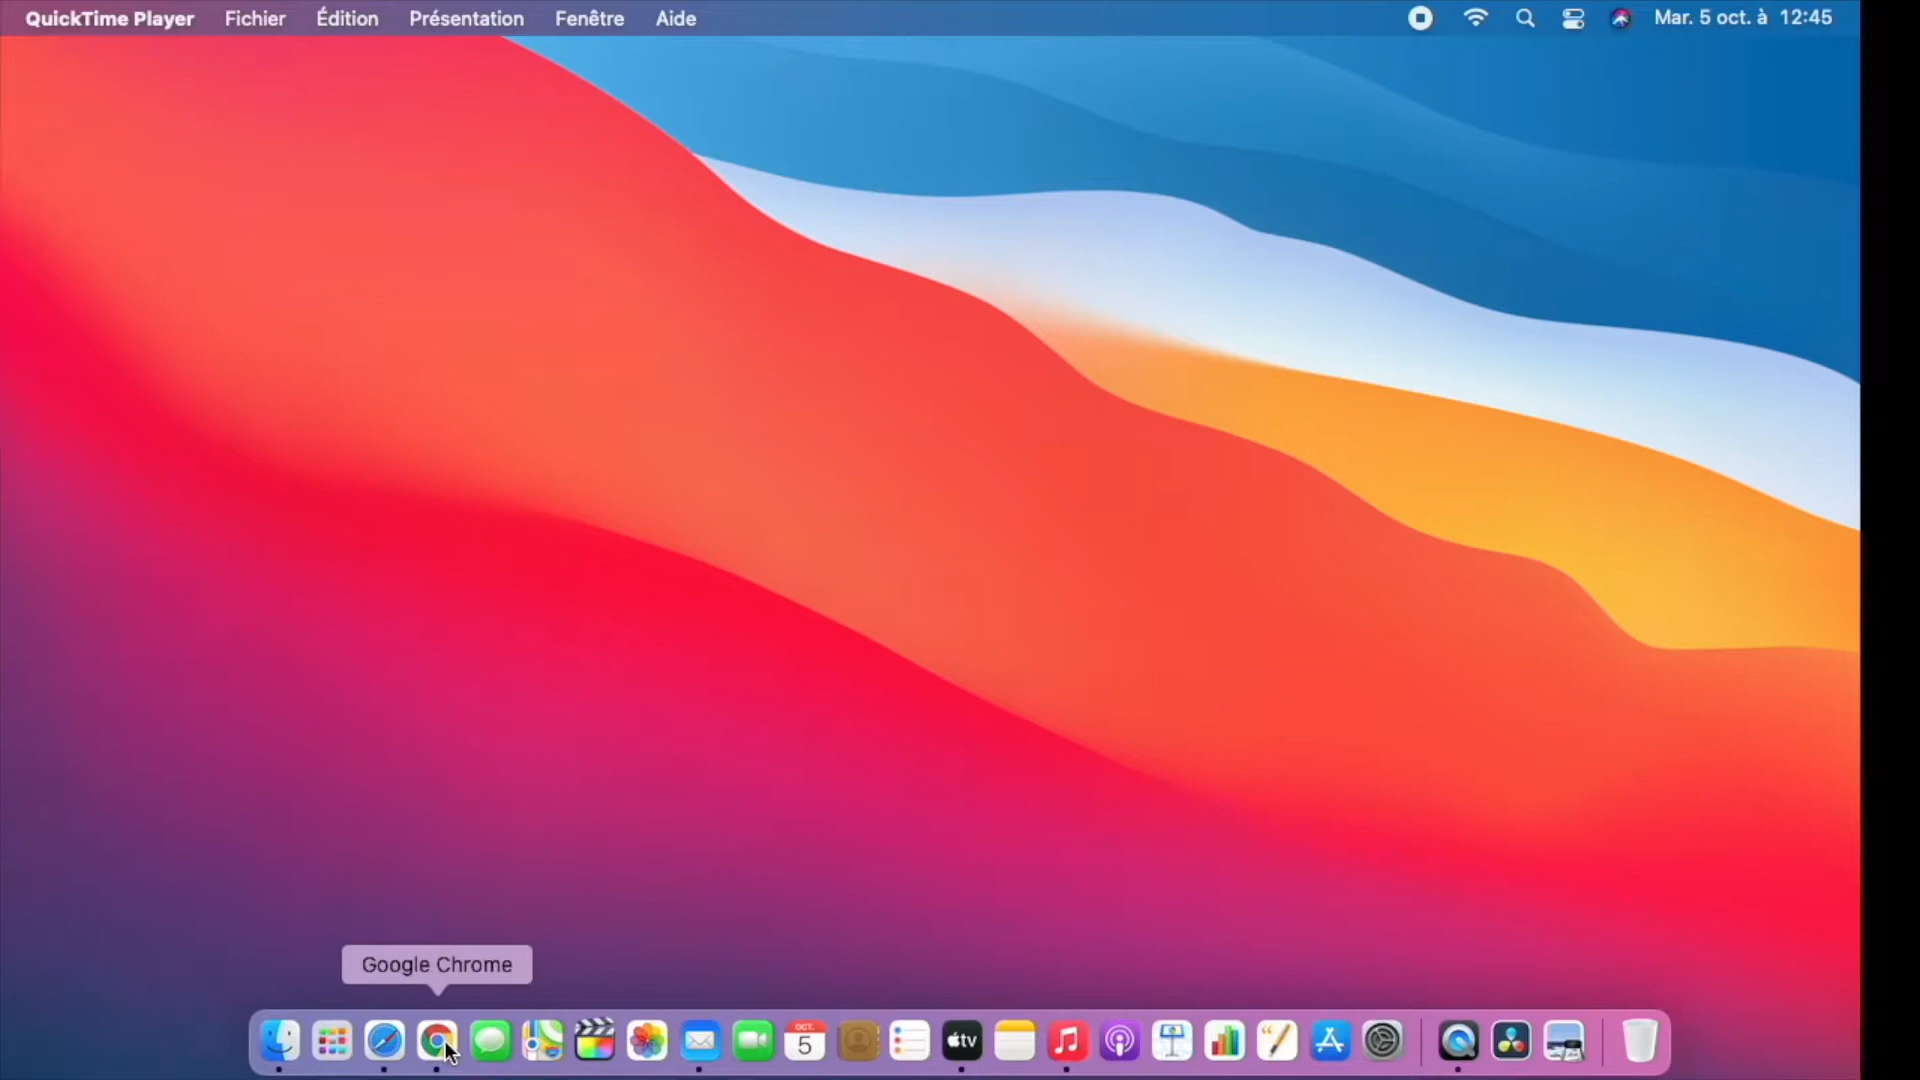 QuickTime Player Fichier Édition Présentation Fenêtre Aide Mar. 5 oct. à 12:45
Google Chrome
OCT.
5
tv